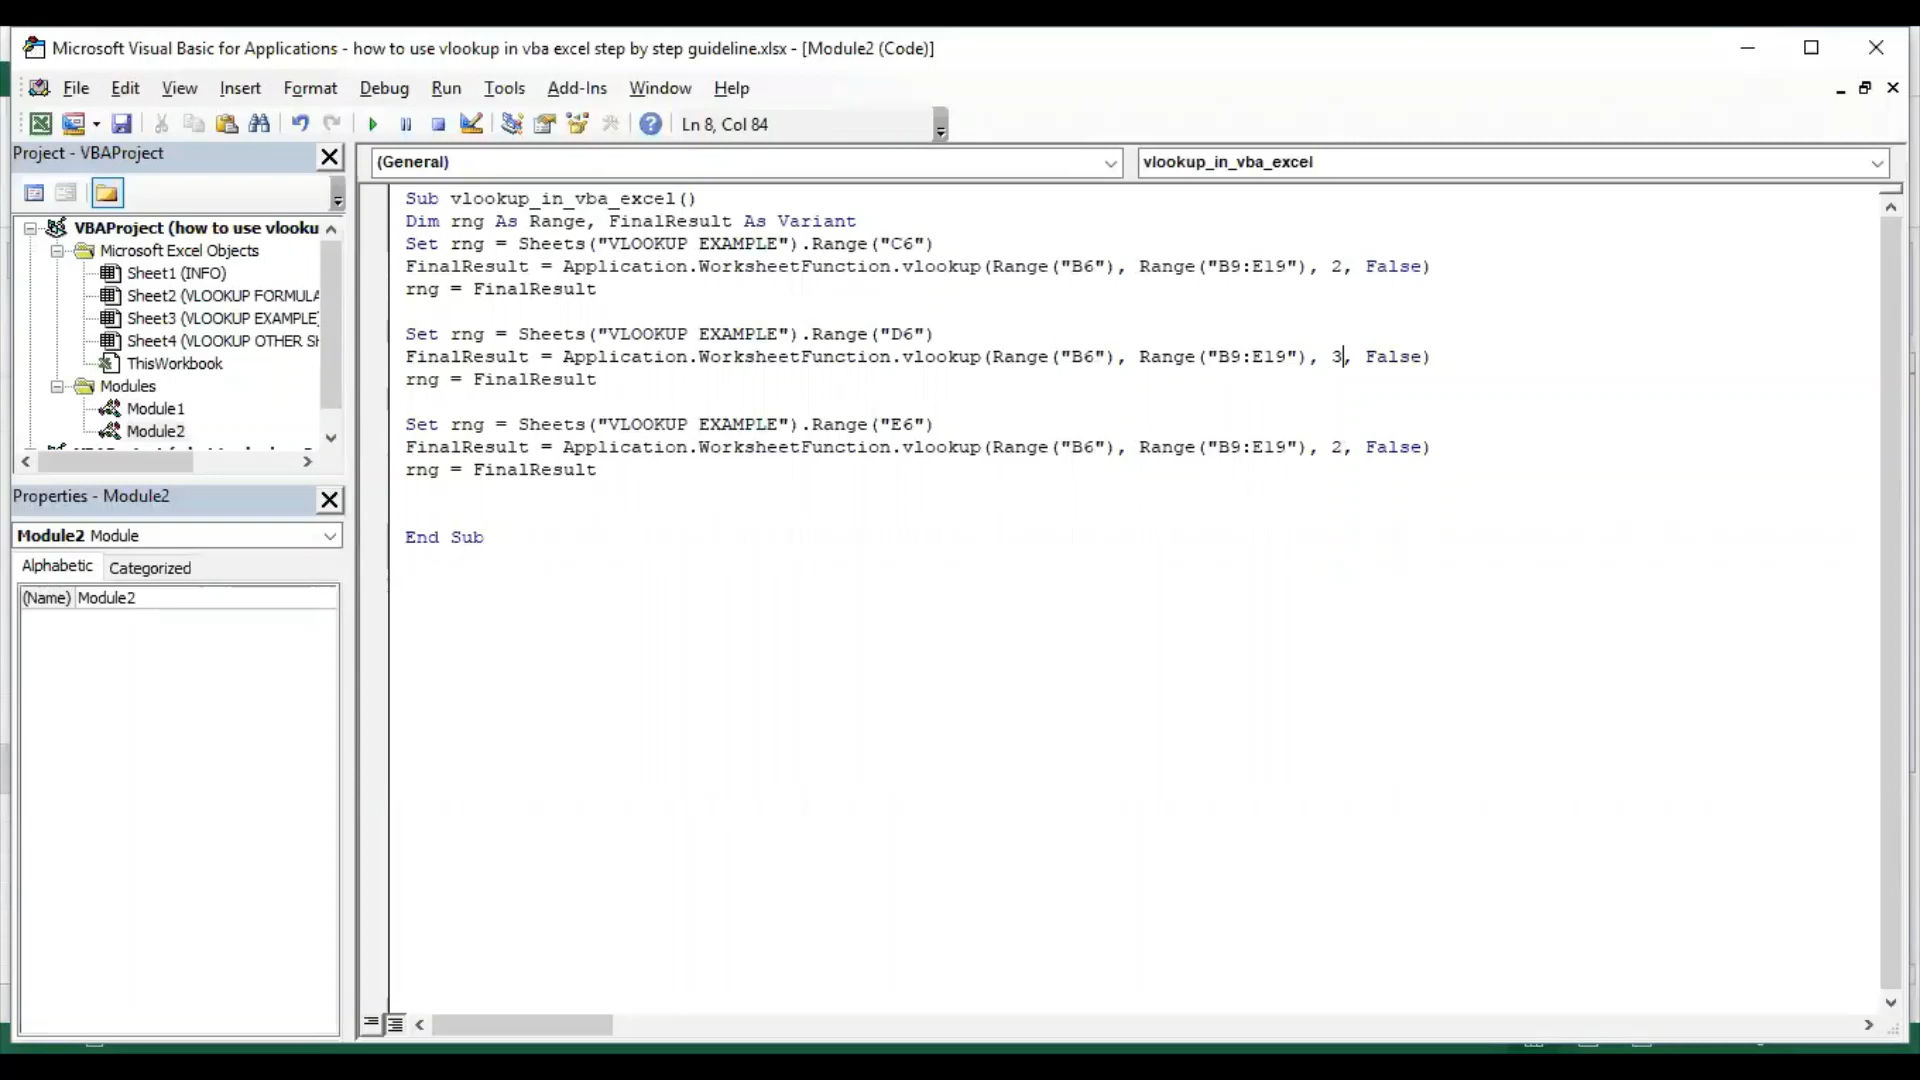 Microsoft Visual Basic for Applications - how to use vlookup in vba excel step by step guideline.xlsx - [Module2 (Code)]
File Edit View Insert Format Debug Run Tools Add-Ins Window Help
Ln 8, Col 84
Project - VBAProject
VBAProject (how to use vlooku
Microsoft Excel Objects
Sheet1 (INFO)
Sheet2 (VLOOKUP FORMULA
Sheet3 (VLOOKUP EXAMPLE)
Sheet4 (VLOOKUP OTHER SH
ThisWorkbook
Modules
Module1
Module2
Properties - Module2
Module2 Module
Alphabetic Categorized
(Name) Module2
(General) vlookup_in_vba_excel
Sub vlookup_in_vba_excel()
Dim rng As Range, FinalResult As Variant
Set rng = Sheets("VLOOKUP EXAMPLE").Range("C6")
FinalResult = Application.WorksheetFunction.vlookup(Range("B6"), Range("B9:E19"), 2, False)
rng = FinalResult
Set rng = Sheets("VLOOKUP EXAMPLE").Range("D6")
FinalResult = Application.WorksheetFunction.vlookup(Range("B6"), Range("B9:E19"), 3, False)
rng = FinalResult
Set rng = Sheets("VLOOKUP EXAMPLE").Range("E6")
FinalResult = Application.WorksheetFunction.vlookup(Range("B6"), Range("B9:E19"), 2, False)
rng = FinalResult
End Sub